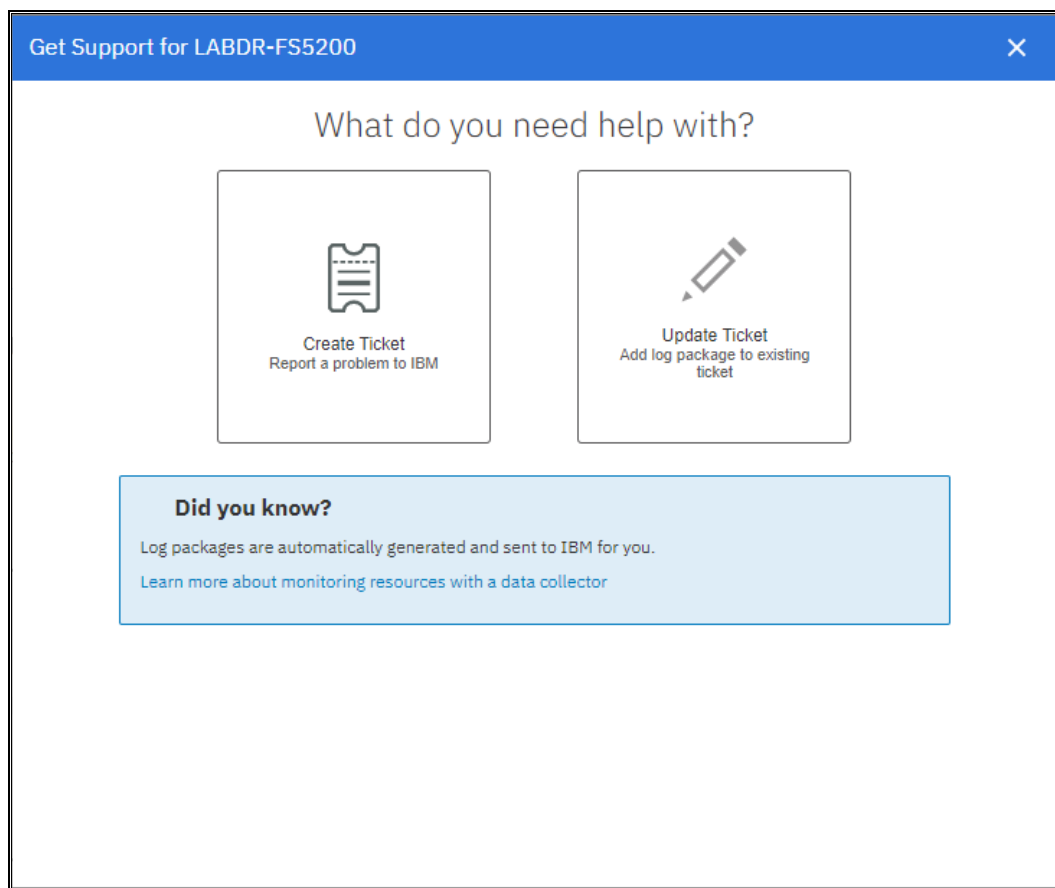 Get Support for LABDR-FS5200
What do you need help with?
Create Ticket
Report a problem to IBM
Update Ticket
Add log package to existing
ticket
Did you know?
Log packages are automatically generated and sent to IBM for you.
Learn more about monitoring resources with a data collector